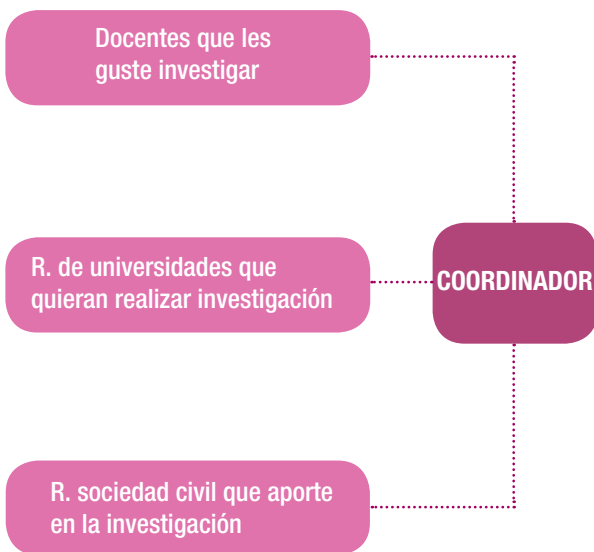 Docentes que les
guste investigar
R. de universidades que
quieran realizar investigación
COORDINADOR
R. sociedad civil que aporte
en la investigación